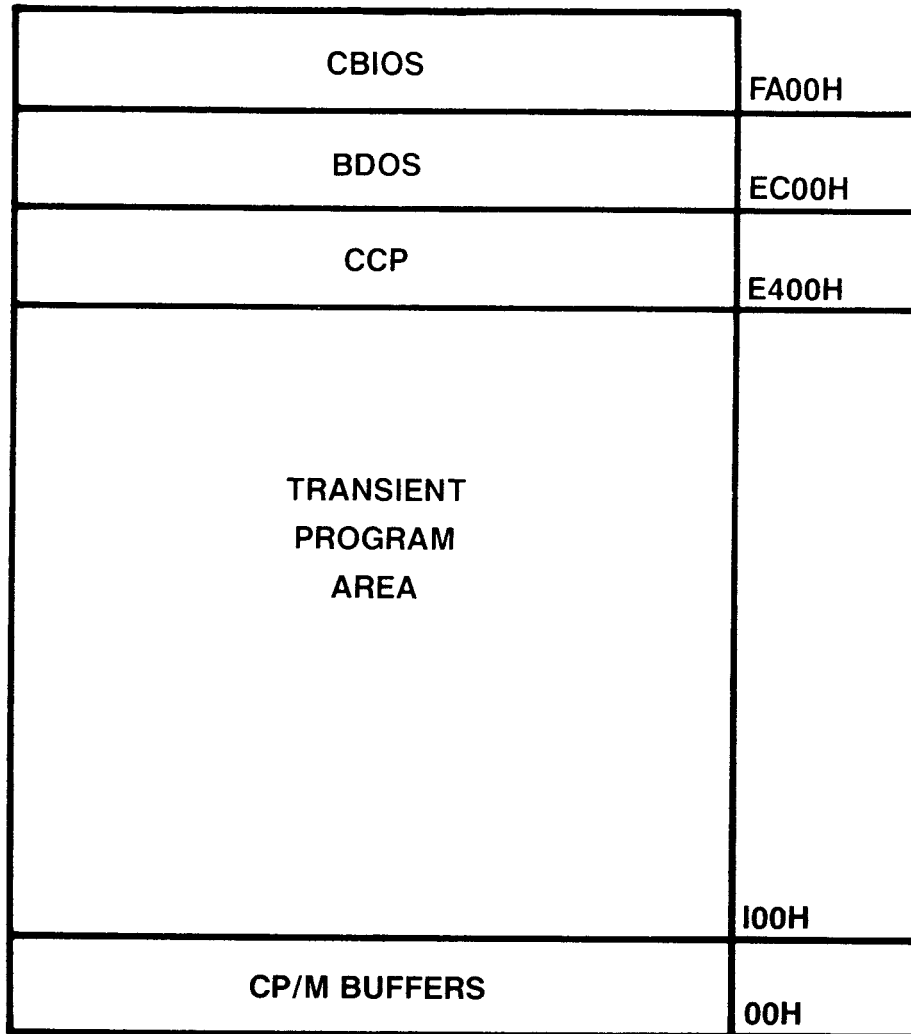 CBIOS
FA00H
BDOS
EC00H
CCP
E400H
TRANSIENT
PROGRAM
AREA
I00H
CP/M BUFFERS
00H